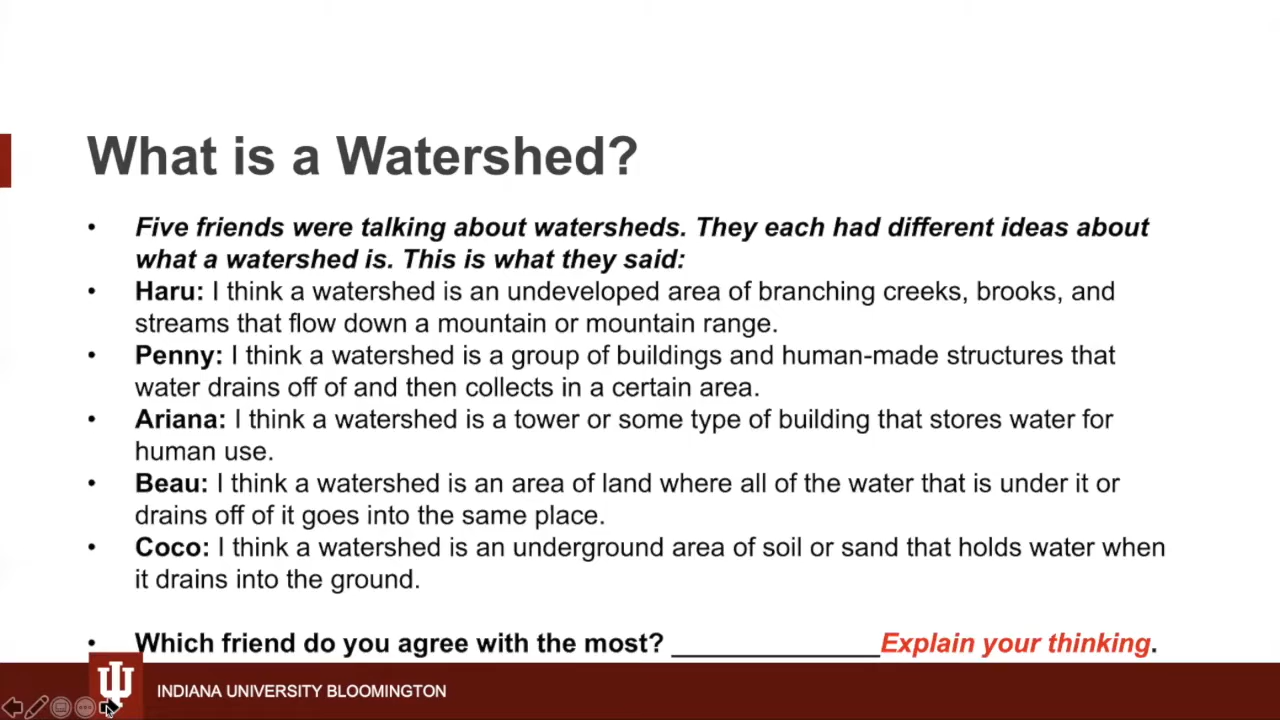 What is a Watershed?
• Five friends were talking about watersheds. They each had different ideas about
what a watershed is. This is what they said:
• Haru: I think a watershed is an undeveloped area of branching creeks, brooks, and
streams that flow down a mountain or mountain range.
• Penny: I think a watershed is a group of buildings and human-made structures that
water drains off of and then collects in a certain area.
• Ariana: I think a watershed is a tower or some type of building that stores water for
human use.
• Beau: I think a watershed is an area of land where all of the water that is under it or
drains off of it goes into the same place.
• Coco: I think a watershed is an underground area of soil or sand that holds water when
it drains into the ground.
• Which friend do you agree with the most? ______________Explain your thinking.
INDIANA UNIVERSITY BLOOMINGTON